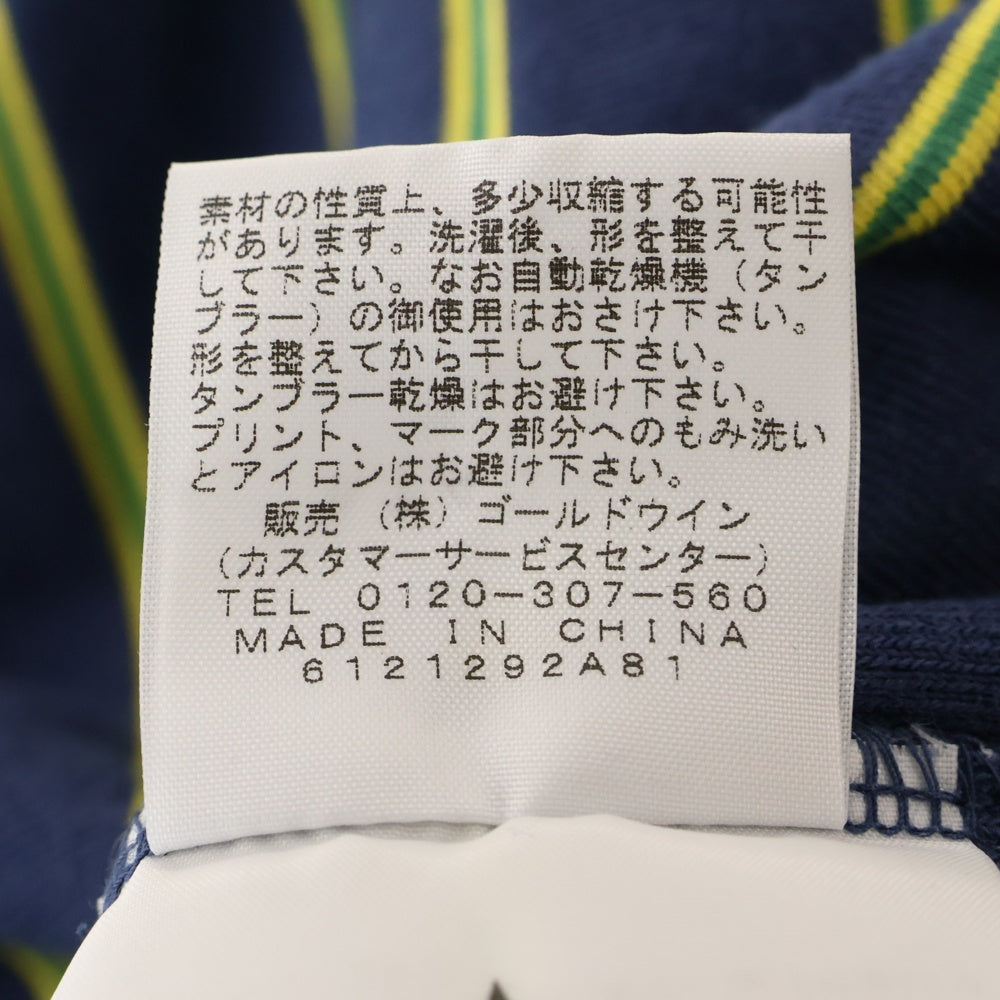 素材の性質上、多少収縮する可能性
があります。洗濯後、形を整えて干
して下さい。なお自動乾燥機（タン
ブラー）の御使用はおさけ下さい。
形を整えてから干して下さい。
タンブラー乾燥はお避け下さい。
プリント、マーク部分へのもみ洗い
とアイロンはお避け下さい。
販売　（株）ゴールドウイン
(カスタマーサービスセンター)
TEL　0120−307−560
MADE　IN　CHINA
6121292A81